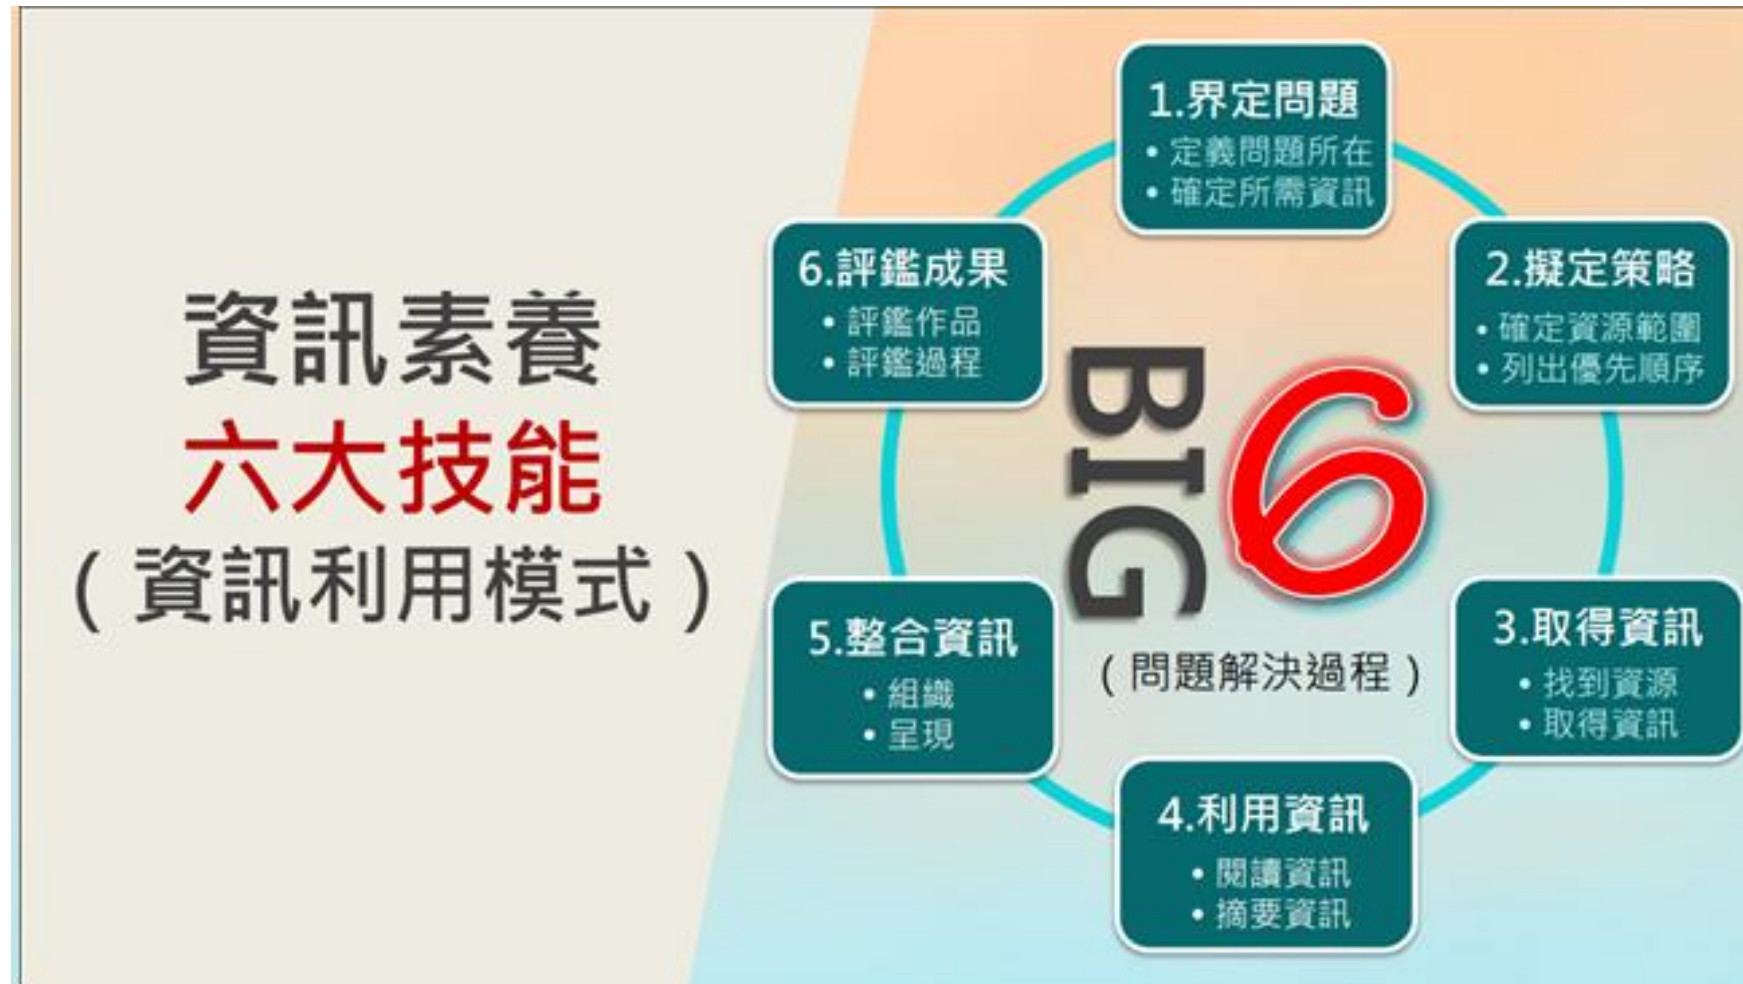 資訊素養
六大技能
（資訊利用模式）
1.界定問題
• 定義問題所在
• 確定所需資訊
2.擬定策略
• 確定資源範圍
• 列出優先順序
3.取得資訊
• 找到資源
• 取得資訊
4.利用資訊
• 閱讀資訊
• 摘要資訊
5.整合資訊
• 組織
• 呈現
6.評鑑成果
• 評鑑作品
• 評鑑過程
BIG
6
（問題解決過程）